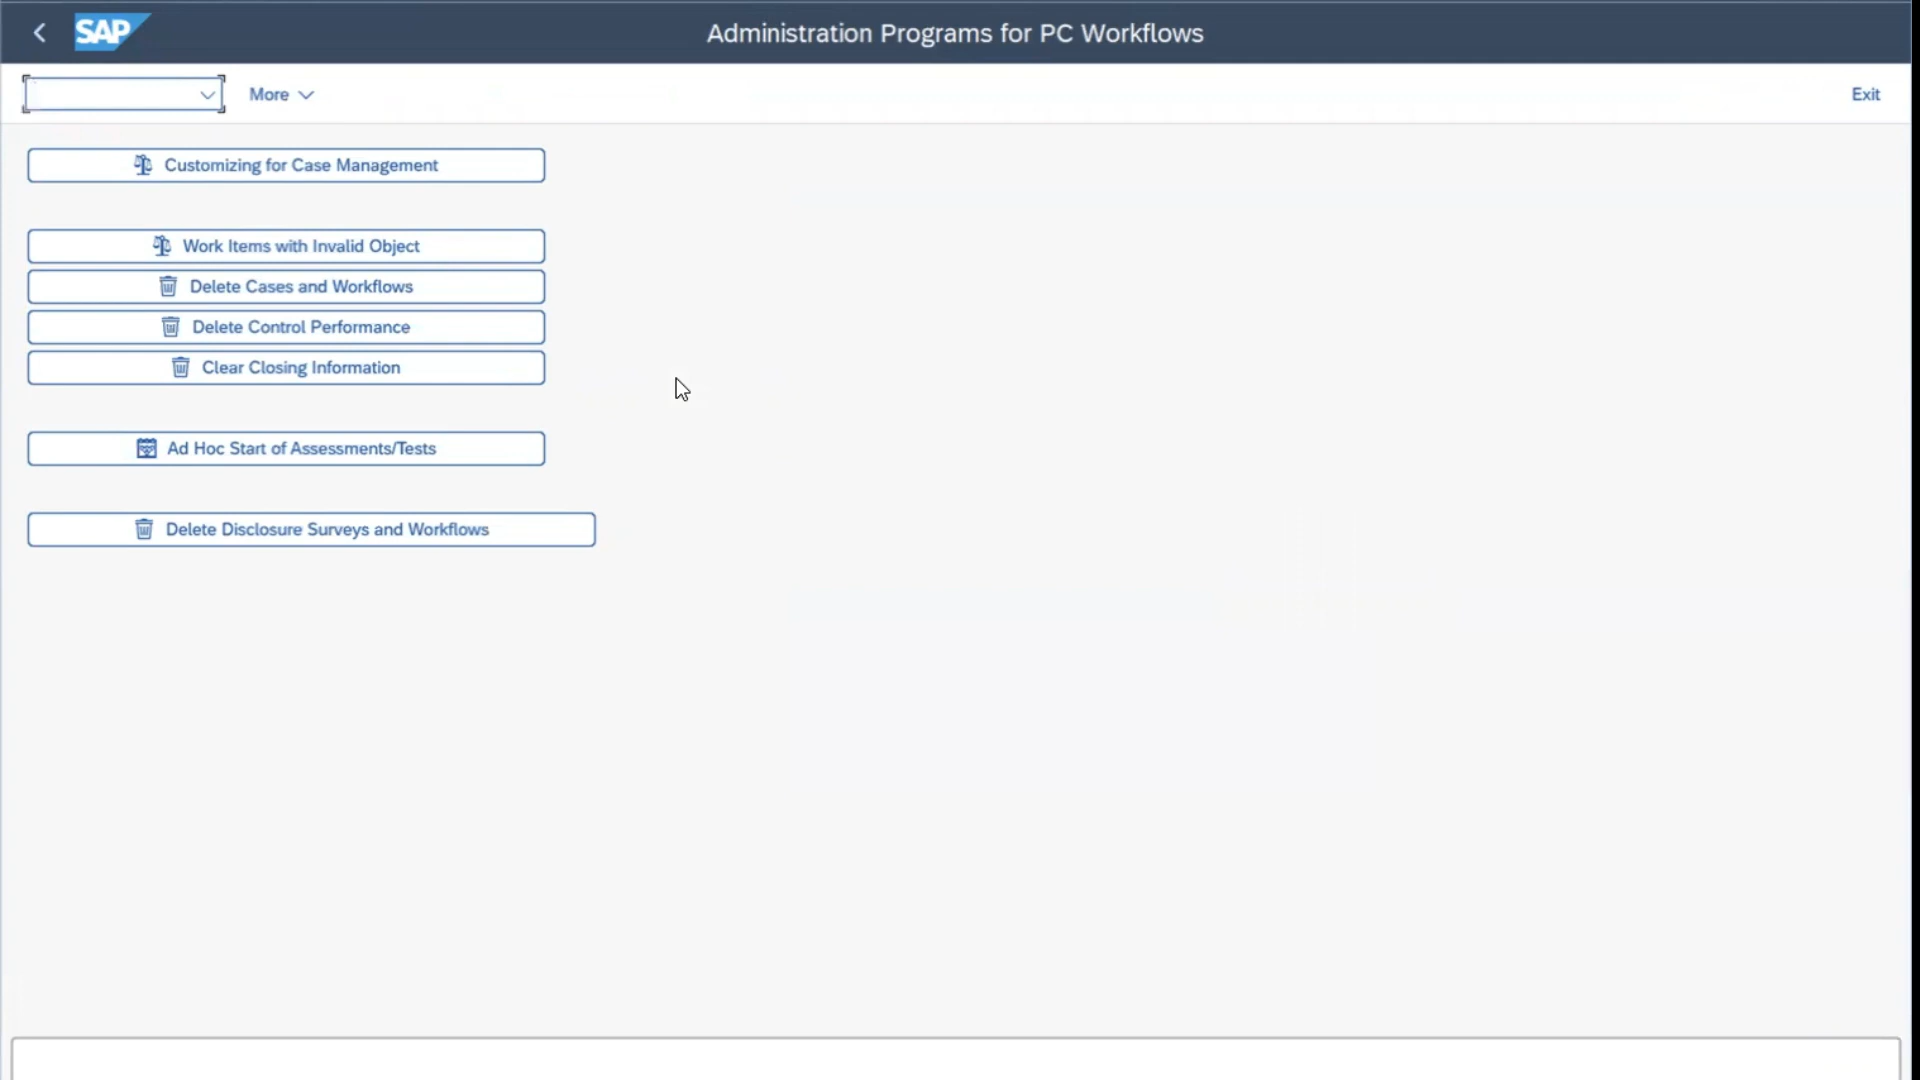 SAP
Administration Programs for PC Workflows
More
Exit
Customizing for Case Management
Work Items with Invalid Object
Delete Cases and Workflows
Delete Control Performance
Clear Closing Information
Ad Hoc Start of Assessments/Tests
Delete Disclosure Surveys and Workflows